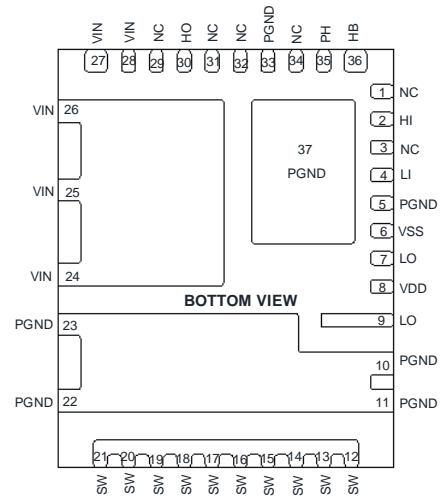 VIN VIN NC HO NC NC PGND NC PH HB
27 28 29 30 31 32 33 34 35 36
1 NC
VIN 26
2 HI
37
PGND
3 NC
4 LI
VIN 25
5 PGND
6 VSS
7 LO
VIN 24
8 VDD
BOTTOM VIEW
PGND 23
9 LO
10 PGND
PGND 22
11 PGND
21 20 19 18 17 16 15 14 13 12
SW SW SW SW SW SW SW SW SW SW